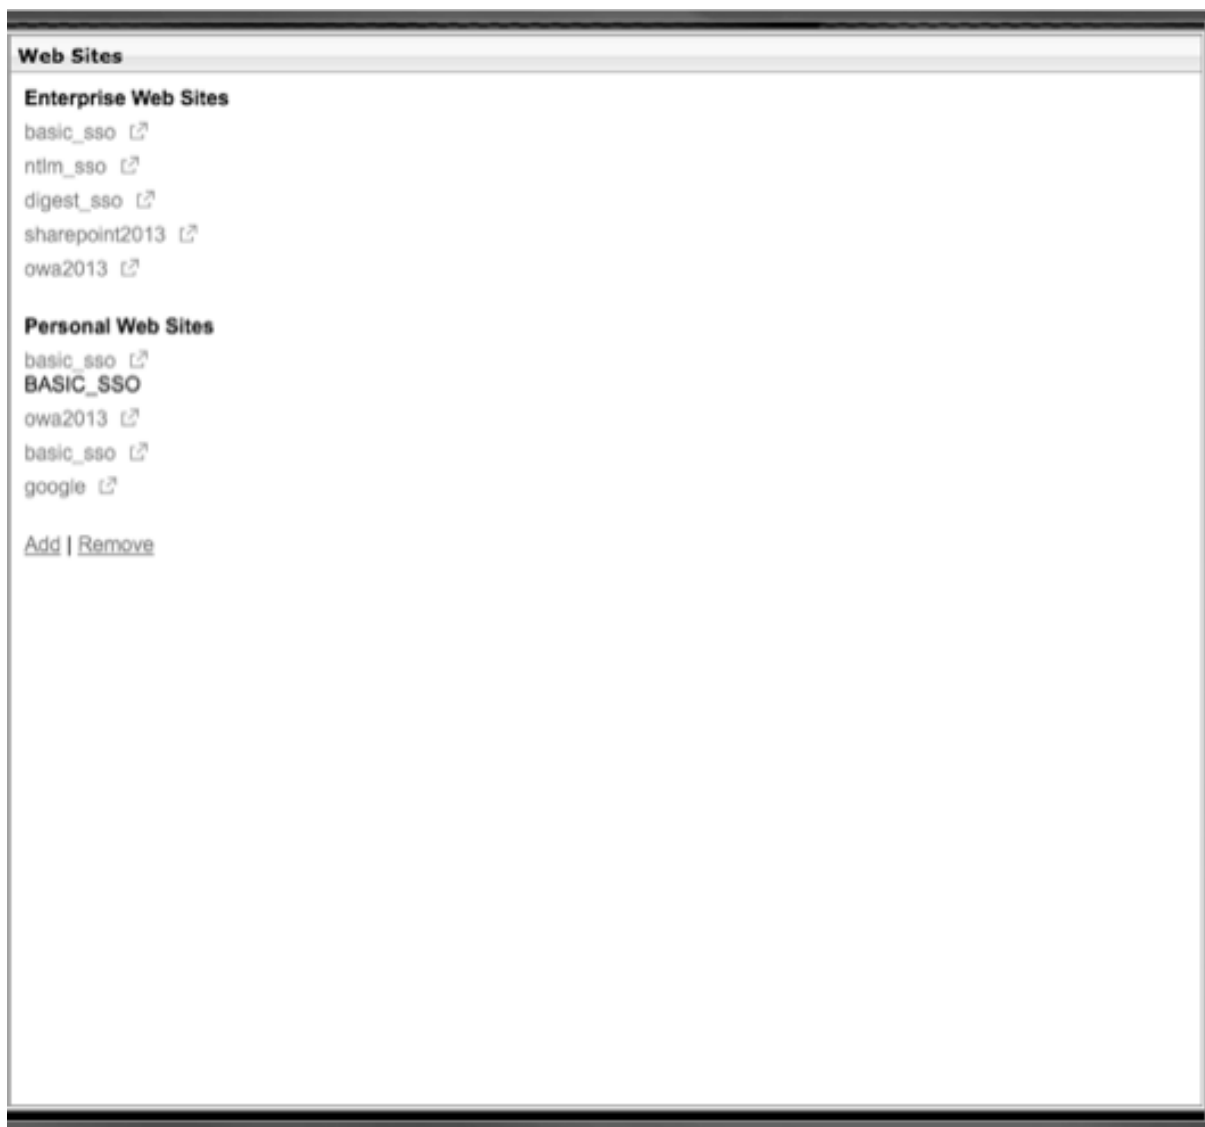 Web Sites
Enterprise Web Sites
basic_sso
ntlm_sso
digest_sso
sharepoint2013
owa2013
Personal Web Sites
basic_sso
BASIC_SSO
owa2013
basic_sso
google
Add | Remove